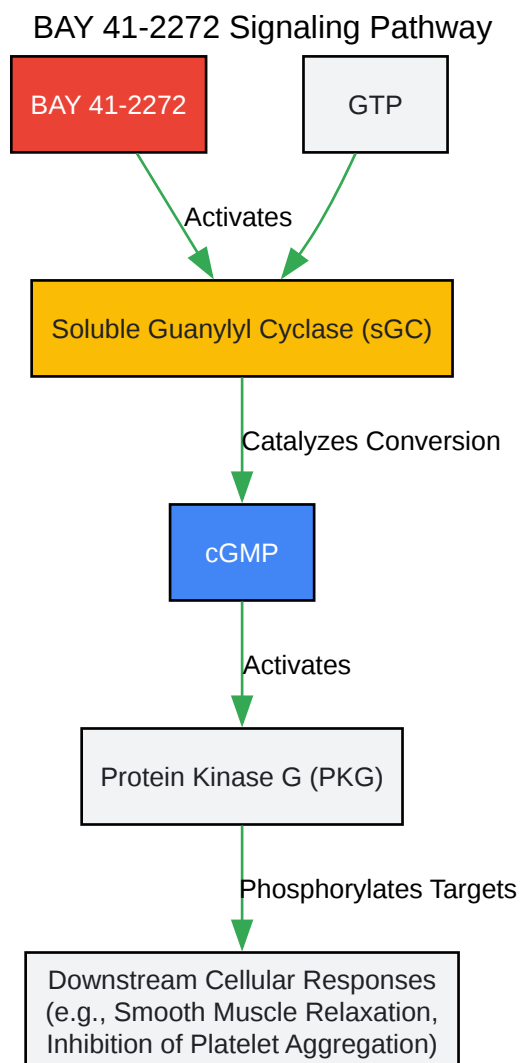 BAY 41-2272 Signaling Pathway
BAY 41-2272
GTP
Activates
Soluble Guanylyl Cyclase (sGC)
Catalyzes Conversion
cGMP
Activates
Protein Kinase G (PKG)
Phosphorylates Targets
Downstream Cellular Responses
(e.g., Smooth Muscle Relaxation,
Inhibition of Platelet Aggregation)